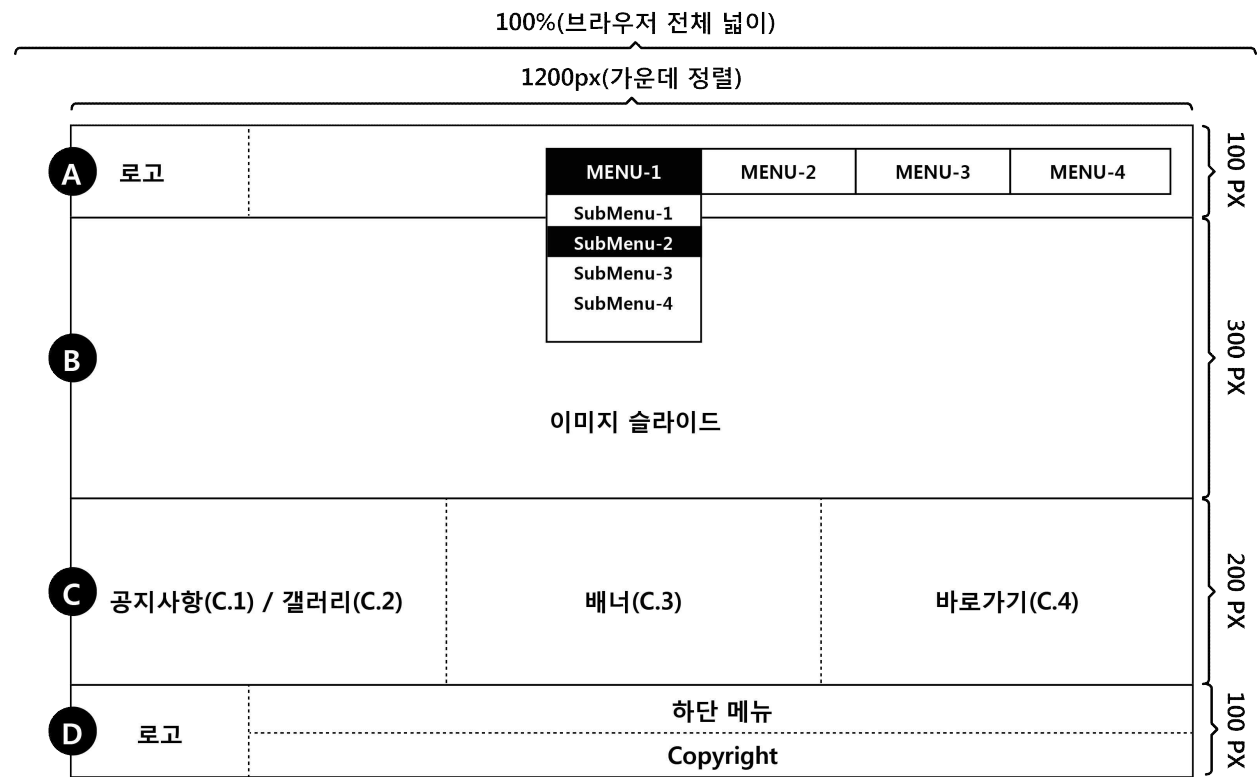 100%(브라우저 전체 넓이)
1200px(가운데 정렬)
A
로고
MENU-1
MENU-2
MENU-3
MENU-4
100 PX
SubMenu-1
SubMenu-2
SubMenu-3
SubMenu-4
B
이미지 슬라이드
300 PX
C
공지사항(C.1) / 갤러리(C.2)
배너(C.3)
바로가기(C.4)
200 PX
D
로고
하단 메뉴
Copyright
100 PX